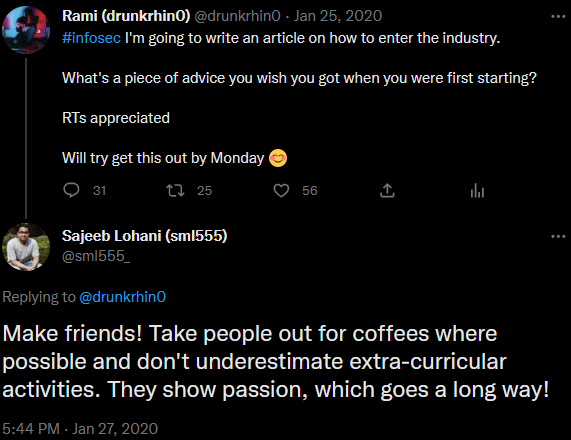 Rami (drunkrhin0) @drunkrhin0 · Jan 25, 2020
#infosec I'm going to write an article on how to enter the industry.
What's a piece of advice you wish you got when you were first starting?
RTs appreciated
Will try get this out by Monday 😊
31 25 56
Sajeeb Lohani (sml555)
@sml555_
Replying to @drunkrhin0
Make friends! Take people out for coffees where
possible and don't underestimate extra-curricular
activities. They show passion, which goes a long way!
5:44 PM · Jan 27, 2020